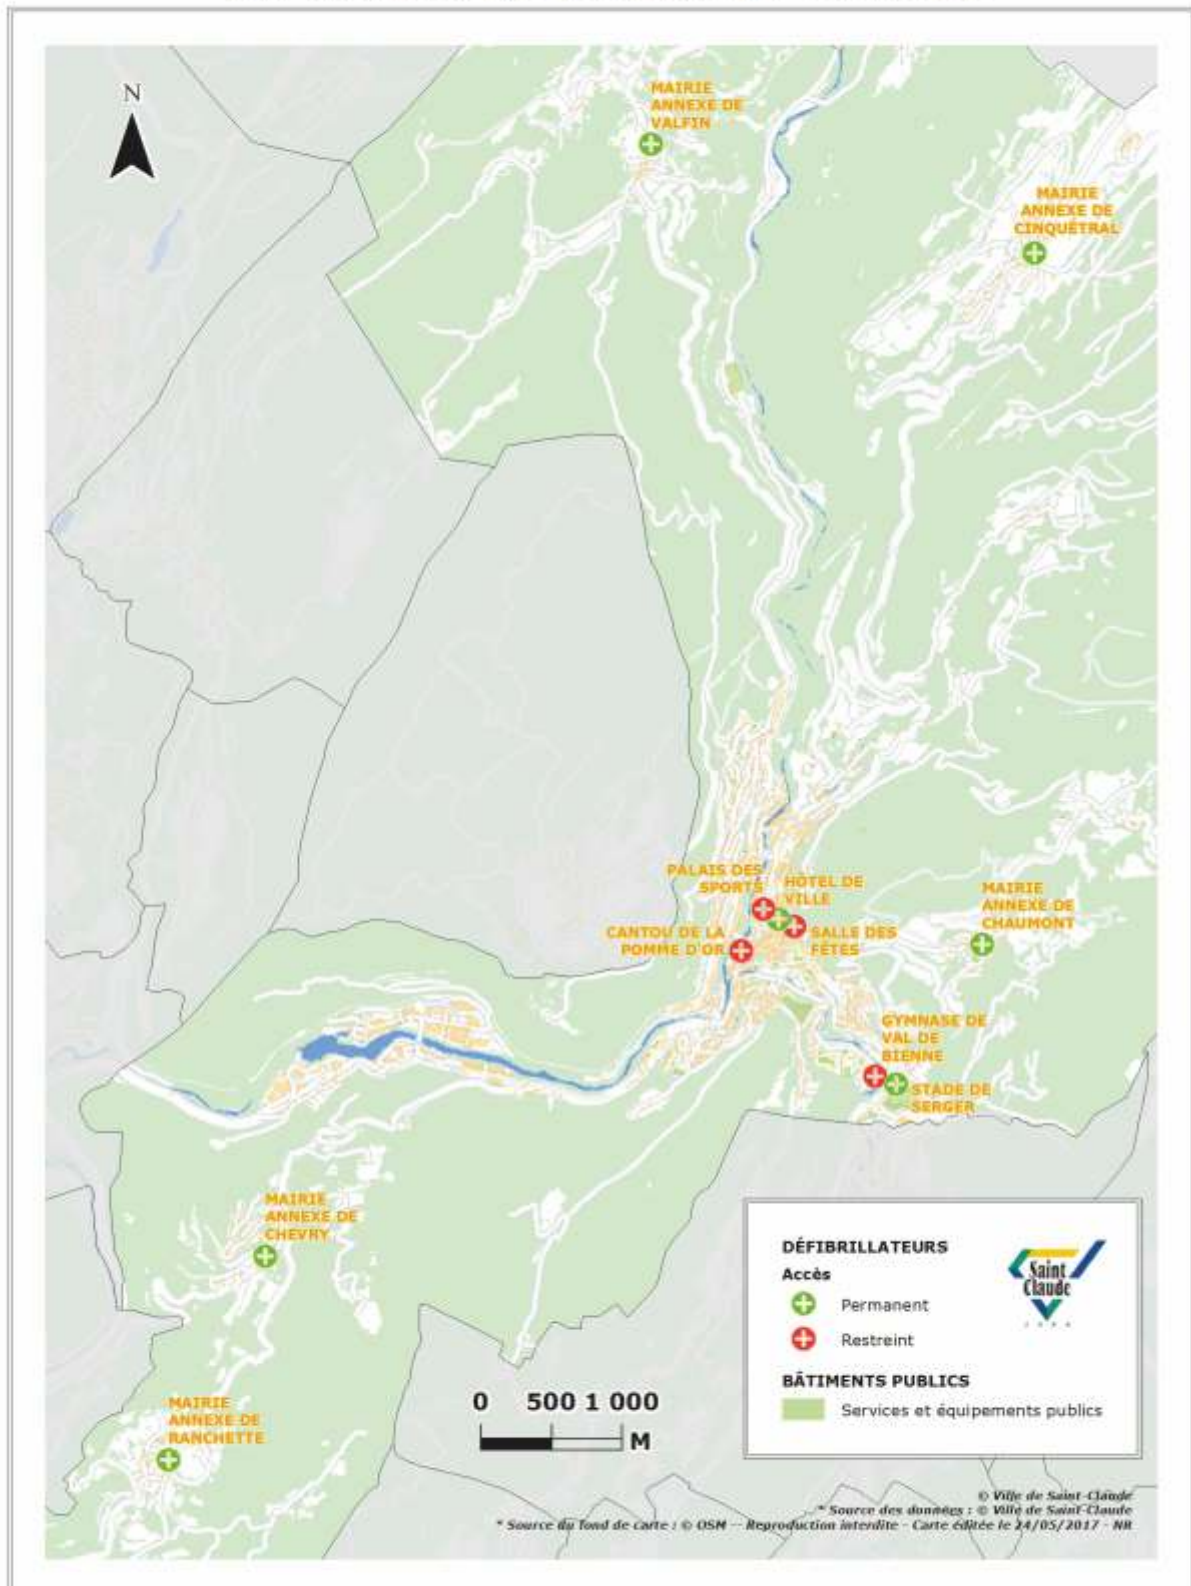 N
MAIRIE
ANNEXE DE
VALFIN
MAIRIE
ANNEXE DE
CINQUÉTRAL
PALAIS DES
SPORTS
HÔTEL DE
VILLE
CANTOU DE LA
POMME D'OR
SALLE DES
FÊTES
MAIRIE
ANNEXE DE
CHAUMONT
GYMNASE DE
VAL DE
BIENNE
STADE DE
SERGER
MAIRIE
ANNEXE DE
CHEVRY
MAIRIE
ANNEXE DE
RANCHETTE
0 500 1 000
M
DÉFIBRILLATEURS
Accès
Permanent
Restreint
BÂTIMENTS PUBLICS
Services et équipements publics
Saint
Claude
JURA
© Ville de Saint-Claude
* Source des données : © Ville de Saint-Claude
* Source du fond de carte : © OSM -- Reproduction interdite - Carte éditée le 24/05/2017 - NR